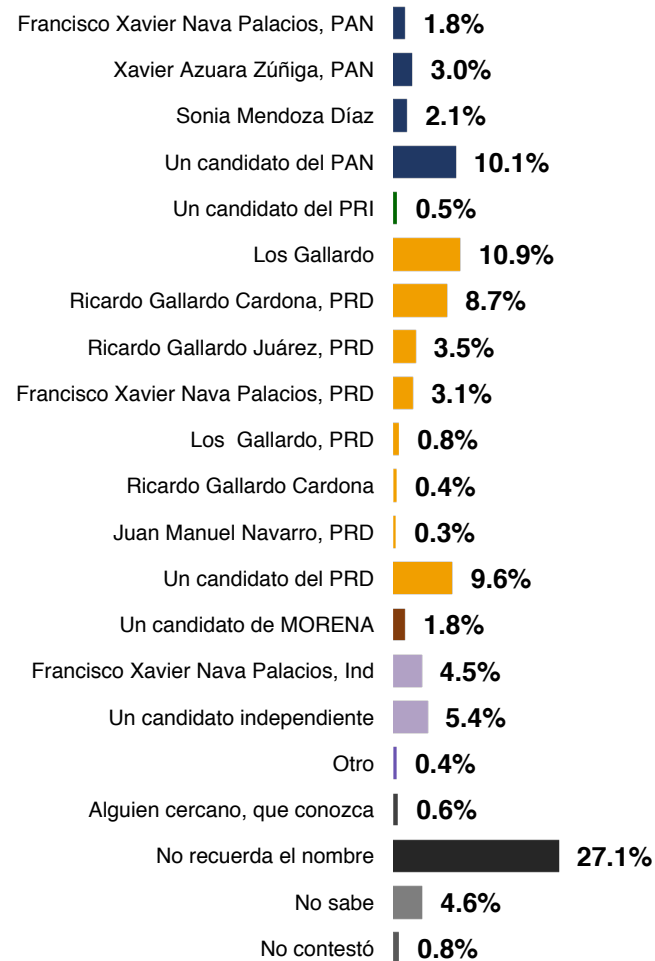 Francisco Xavier Nava Palacios, PAN 1.8%
Xavier Azuara Zúñiga, PAN 3.0%
Sonia Mendoza Díaz 2.1%
Un candidato del PAN 10.1%
Un candidato del PRI 0.5%
Los Gallardo 10.9%
Ricardo Gallardo Cardona, PRD 8.7%
Ricardo Gallardo Juárez, PRD 3.5%
Francisco Xavier Nava Palacios, PRD 3.1%
Los  Gallardo, PRD 0.8%
Ricardo Gallardo Cardona 0.4%
Juan Manuel Navarro, PRD 0.3%
Un candidato del PRD 9.6%
Un candidato de MORENA 1.8%
Francisco Xavier Nava Palacios, Ind 4.5%
Un candidato independiente 5.4%
Otro 0.4%
Alguien cercano, que conozca 0.6%
No recuerda el nombre 27.1%
No sabe 4.6%
No contestó 0.8%